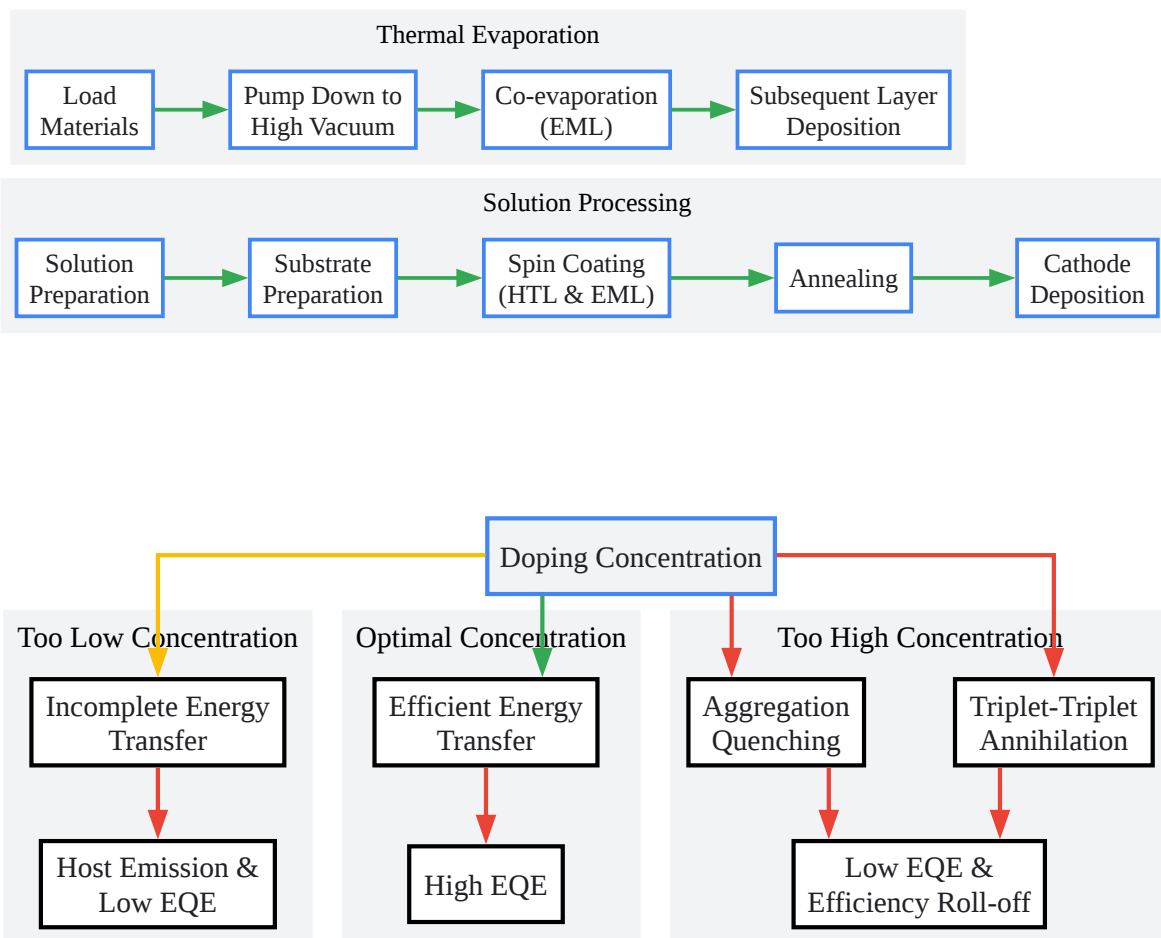 Thermal Evaporation
Load
Materials
Pump Down to
High Vacuum
Co-evaporation
(EML)
Subsequent Layer
Deposition
Solution Processing
Solution
Preparation
Substrate
Preparation
Spin Coating
(HTL & EML)
Annealing
Cathode
Deposition
Doping Concentration
Too Low Concentration
Incomplete Energy
Transfer
Host Emission &
Low EQE
Optimal Concentration
Efficient Energy
Transfer
High EQE
Too High Concentration
Aggregation
Quenching
Triplet-Triplet
Annihilation
Low EQE &
Efficiency Roll-off